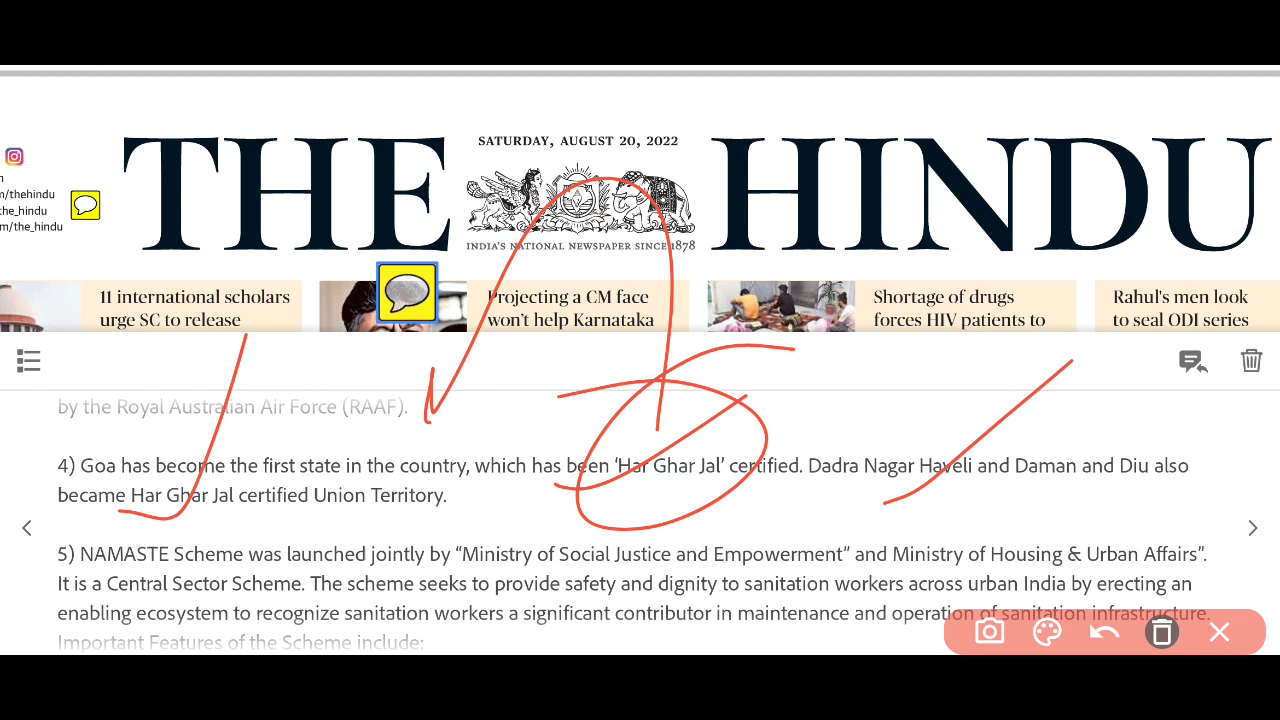 SATURDAY, AUGUST 20, 2022
THE HINDU
INDIA'S NATIONAL NEWSPAPER SINCE 1878
m/thehindu
the_hindu
m/the_hindu
11 international scholars
urge SC to release
Projecting a CM face
won't help Karnataka
Shortage of drugs
forces HIV patients to
Rahul's men look
to seal ODI series
by the Royal Australian Air Force (RAAF).
4) Goa has become the first state in the country, which has been ‘Har Ghar Jal’ certified. Dadra Nagar Haveli and Daman and Diu also
became Har Ghar Jal certified Union Territory.
5) NAMASTE Scheme was launched jointly by “Ministry of Social Justice and Empowerment” and Ministry of Housing & Urban Affairs”.
It is a Central Sector Scheme. The scheme seeks to provide safety and dignity to sanitation workers across urban India by erecting an
enabling ecosystem to recognize sanitation workers a significant contributor in maintenance and operation of sanitation infrastructure.
Important Features of the Scheme include: